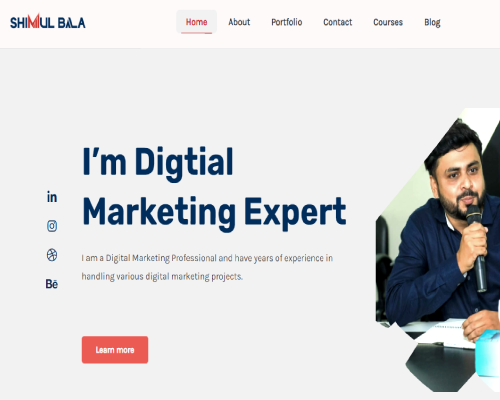 SHIMUL BALA
Home About Portfolio Contact Courses Blog
I'm Digtial
Marketing Expert
in
I am a Digital Marketing Professional and have years of experience in
handling various digital marketing projects.
Bē
Learn more